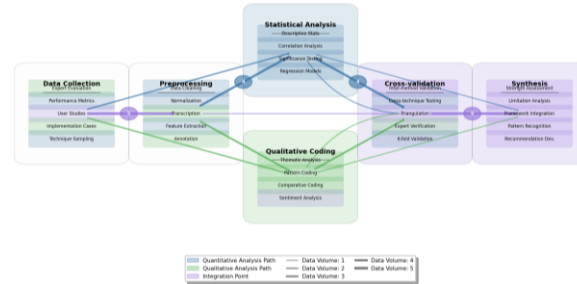 Statistical Analysis
Descriptive Stats
Correlation Analysis
Significance Testing
Regression Models
Data Collection
Expert Evaluation
Performance Metrics
User Studies
Implementation Cases
Technique Sampling
Preprocessing
Data Cleaning
Normalization
Transcription
Feature Extraction
Annotation
Cross-validation
Inter-method Validation
Cross-technique Testing
Triangulation
Expert Verification
K-fold Validation
Synthesis
Strength Assessment
Limitation Analysis
Framework Integration
Pattern Recognition
Recommendation Dev.
Qualitative Coding
Thematic Analysis
Pattern Coding
Comparative Coding
Sentiment Analysis
Quantitative Analysis Path
Qualitative Analysis Path
Integration Point
Data Volume: 1
Data Volume: 2
Data Volume: 3
Data Volume: 4
Data Volume: 5